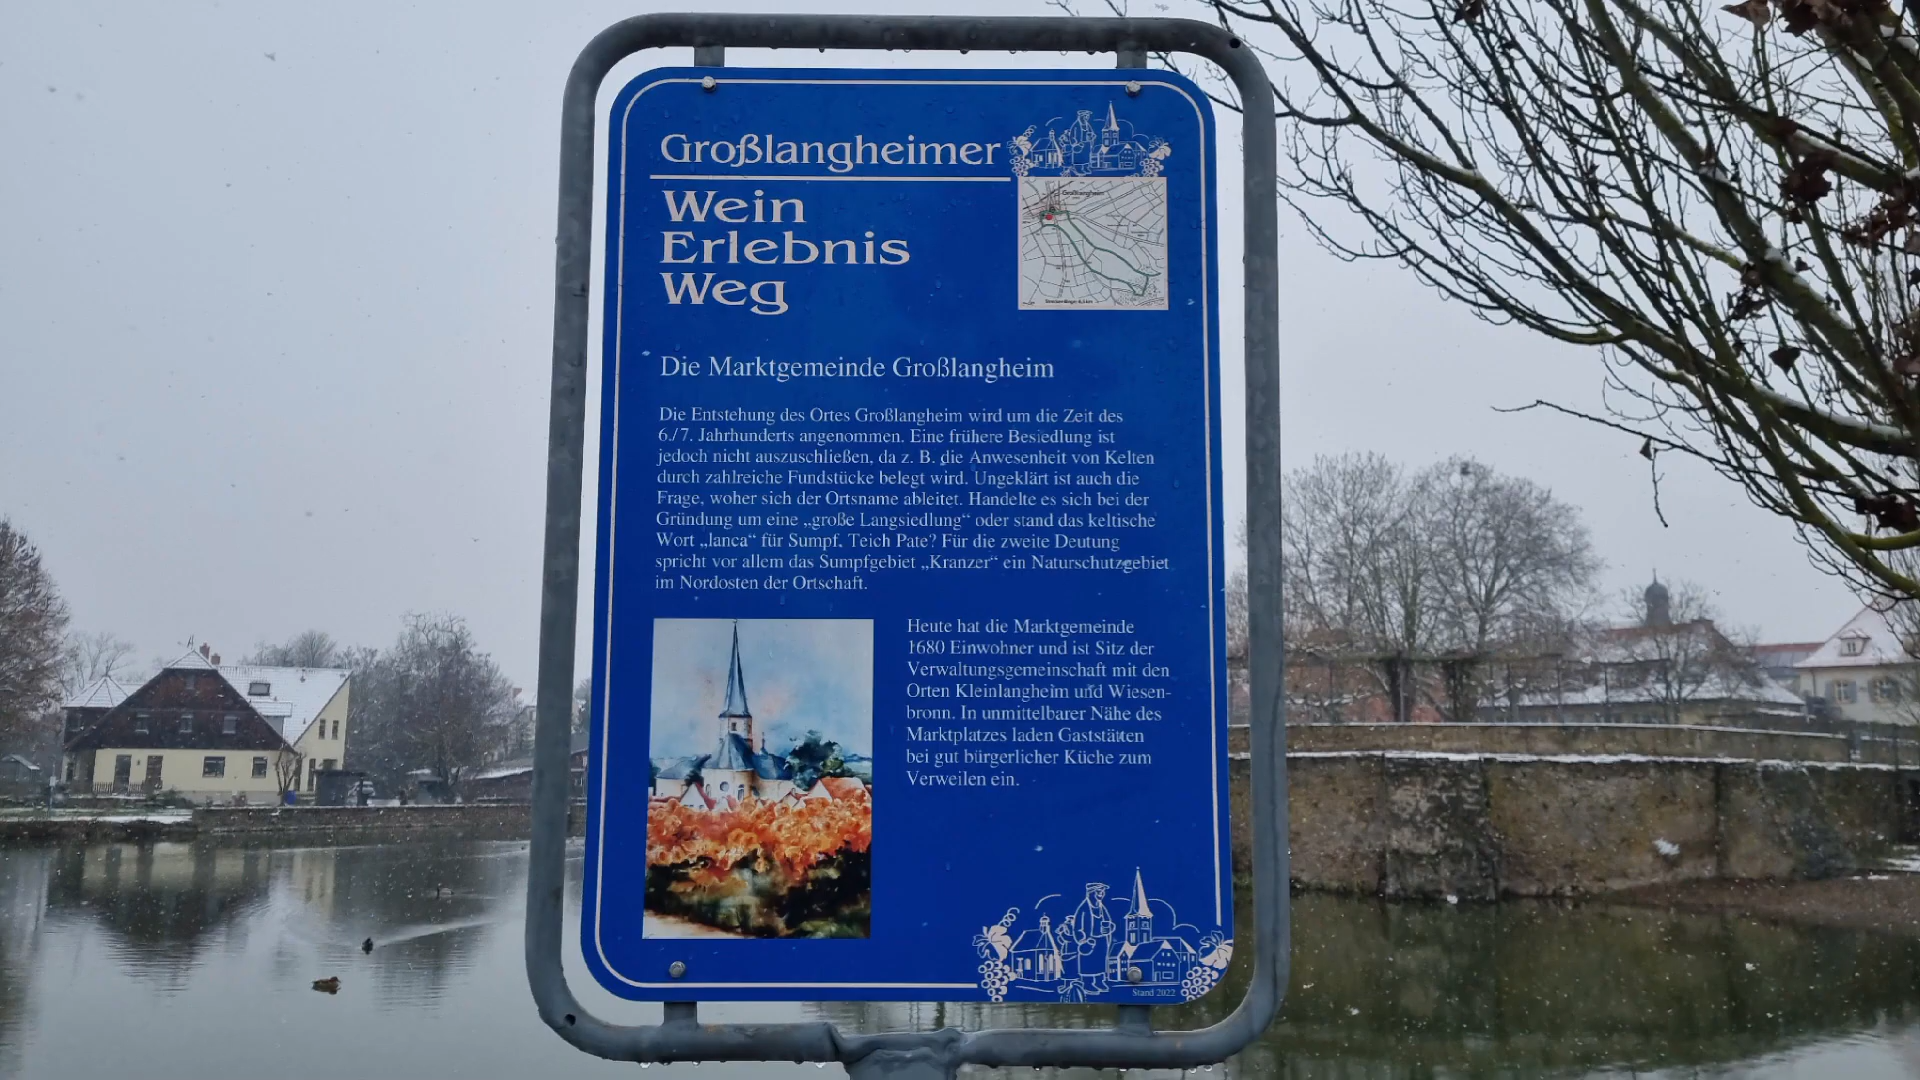 Großlangheimer
Wein
Erlebnis
Weg
Großlangheim
Die Marktgemeinde Großlangheim
Die Entstehung des Ortes Großlangheim wird um die Zeit des
6./7. Jahrhunderts angenommen. Eine frühere Besiedlung ist
jedoch nicht auszuschließen, da z. B. die Anwesenheit von Kelten
durch zahlreiche Fundstücke belegt wird. Ungeklärt ist auch die
Frage, woher sich der Ortsname ableitet. Handelte es sich bei der
Gründung um eine „große Langsiedlung“ oder stand das keltische
Wort „lanca“ für Sumpf, Teich Pate? Für die zweite Deutung
spricht vor allem das Sumpfgebiet „Kranzer“ ein Naturschutzgebiet
im Nordosten der Ortschaft.
Heute hat die Marktgemeinde
1680 Einwohner und ist Sitz der
Verwaltungsgemeinschaft mit den
Orten Kleinlangheim und Wiesen-
bronn. In unmittelbarer Nähe des
Marktplatzes laden Gaststätten
bei gut bürgerlicher Küche zum
Verweilen ein.
Stand 2022